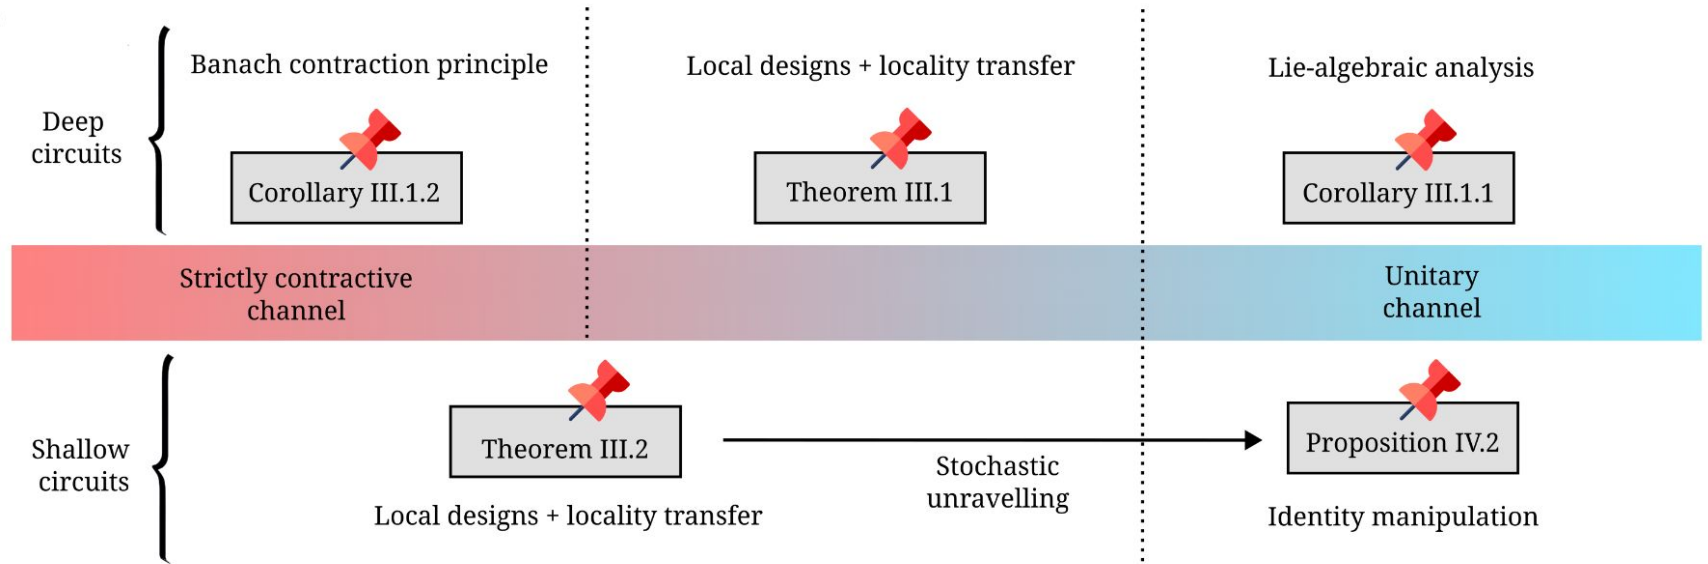 Banach contraction principle
Local designs + locality transfer
Lie-algebraic analysis
Deep
circuits
Corollary III.1.2
Theorem III.1
Corollary III.1.1
Strictly contractive
channel
Unitary
channel
Shallow
circuits
Theorem III.2
Stochastic
unravelling
Proposition IV.2
Local designs + locality transfer
Identity manipulation